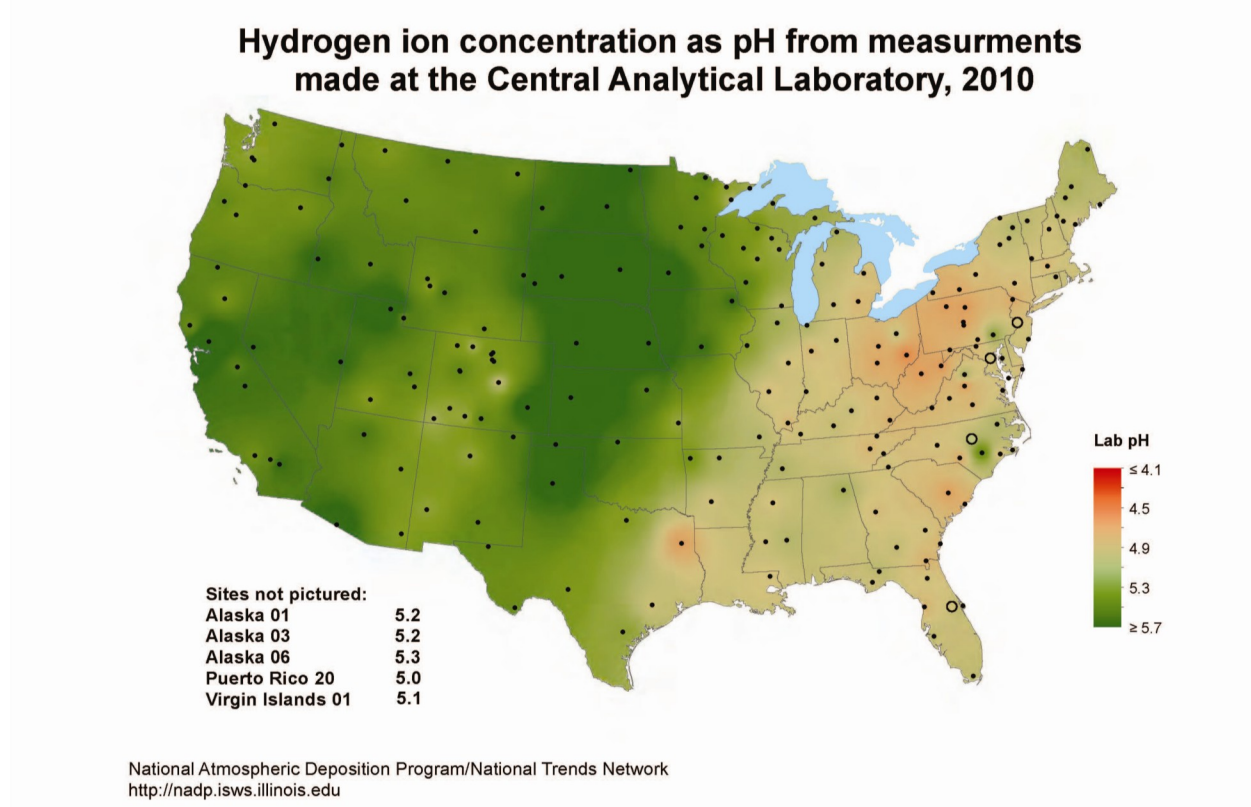 Hydrogen ion concentration as pH from measurments
made at the Central Analytical Laboratory, 2010
Lab pH
≤ 4.1
4.5
4.9
5.3
≥ 5.7
Sites not pictured:
Alaska 01 5.2
Alaska 03 5.2
Alaska 06 5.3
Puerto Rico 20 5.0
Virgin Islands 01 5.1
National Atmospheric Deposition Program/National Trends Network
http://nadp.isws.illinois.edu